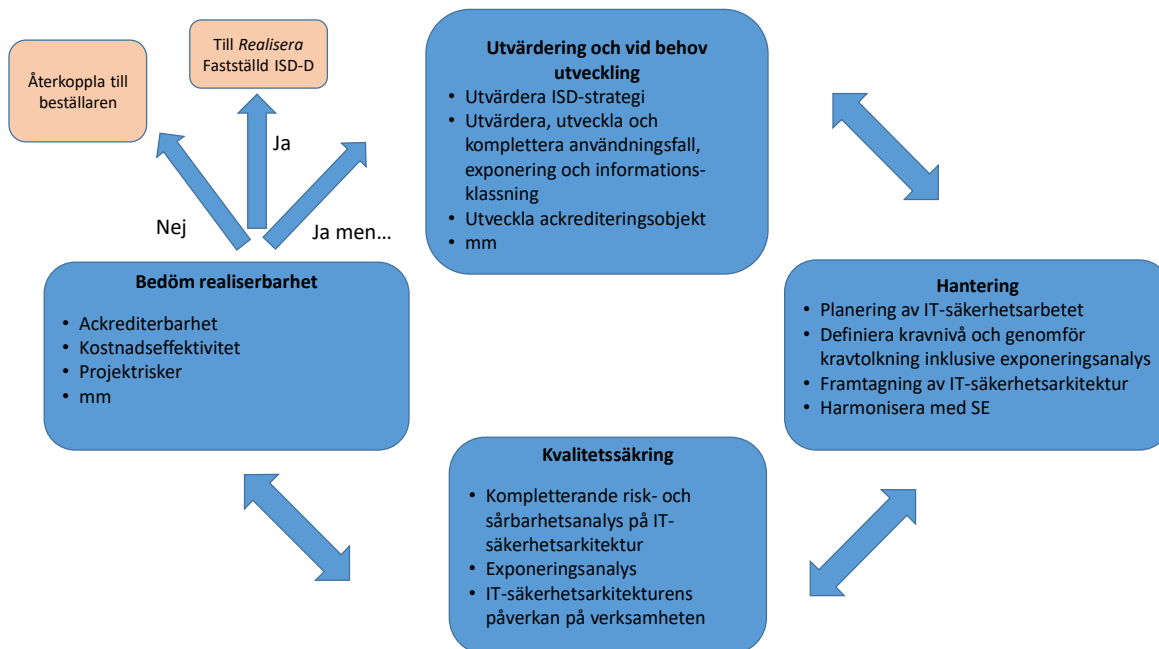 Återkoppla till
beställaren
Till Realisera
Fastställd ISD-D
Ja
Nej
Ja men...
Utvärdering och vid behov
utveckling
• Utvärdera ISD-strategi
• Utvärdera, utveckla och
komplettera användningsfall,
exponering och informations-
klassning
• Utveckla ackrediteringsobjekt
• mm
Bedöm realiserbarhet
• Ackrediterbarhet
• Kostnadseffektivitet
• Projektrisker
• mm
Hantering
• Planering av IT-säkerhetsarbetet
• Definiera kravnivå och genomför
kravtolkning inklusive exponeringsanalys
• Framtagning av IT-säkerhetsarkitektur
• Harmonisera med SE
Kvalitetssäkring
• Kompletterande risk- och
sårbarhetsanalys på IT-
säkerhetsarkitektur
• Exponeringsanalys
• IT-säkerhetsarkitekturens
påverkan på verksamheten